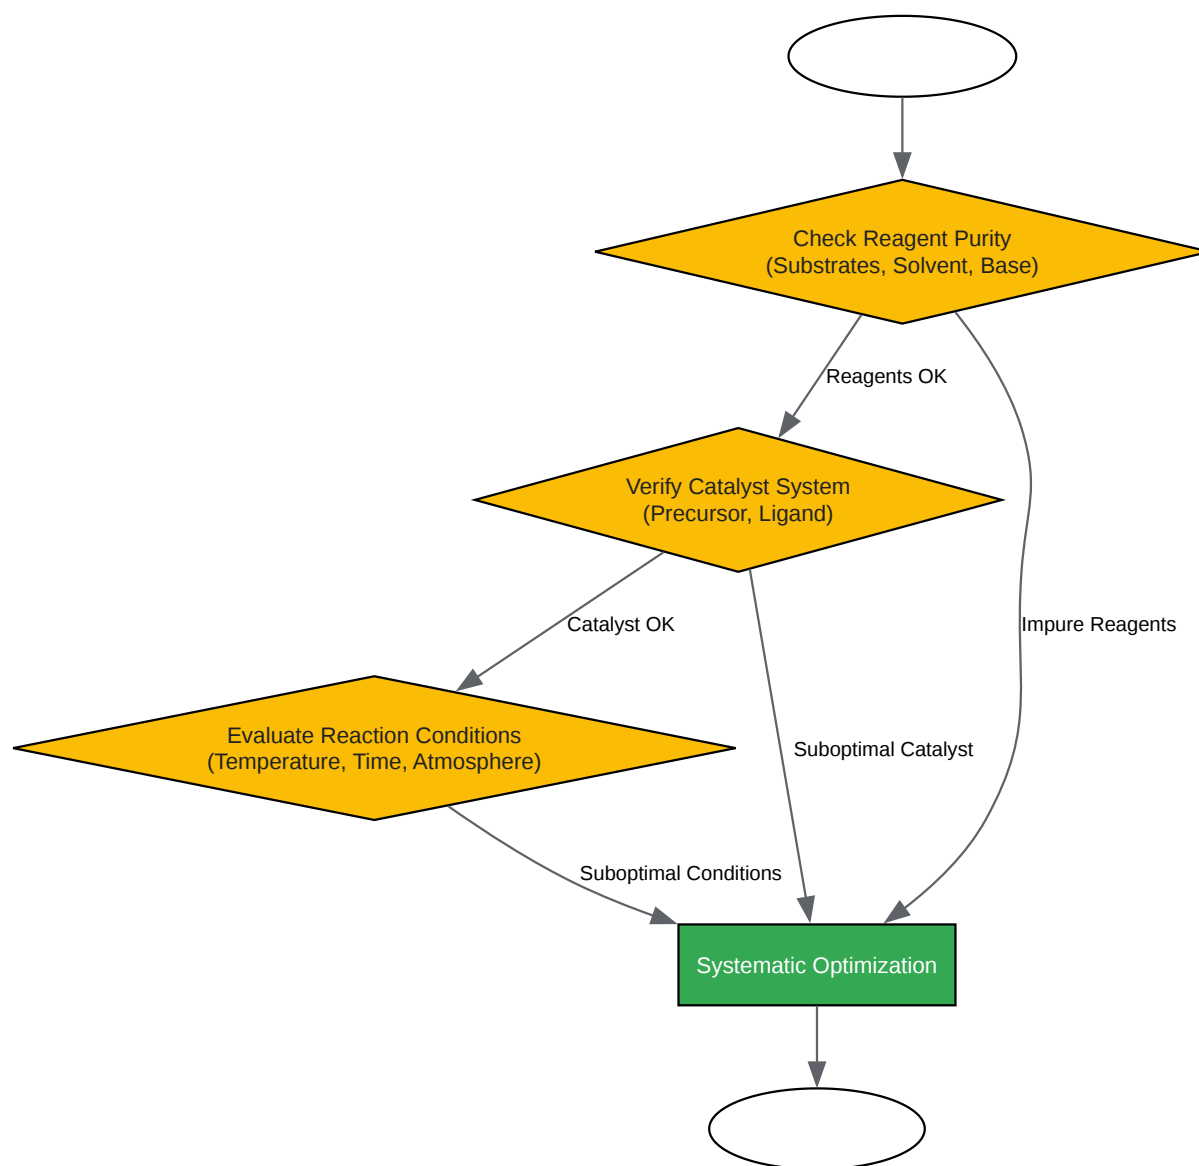 Check Reagent Purity
(Substrates, Solvent, Base)
Reagents OK
Verify Catalyst System
(Precursor, Ligand)
Catalyst OK
Impure Reagents
Evaluate Reaction Conditions
(Temperature, Time, Atmosphere)
Suboptimal Catalyst
Suboptimal Conditions
Systematic Optimization